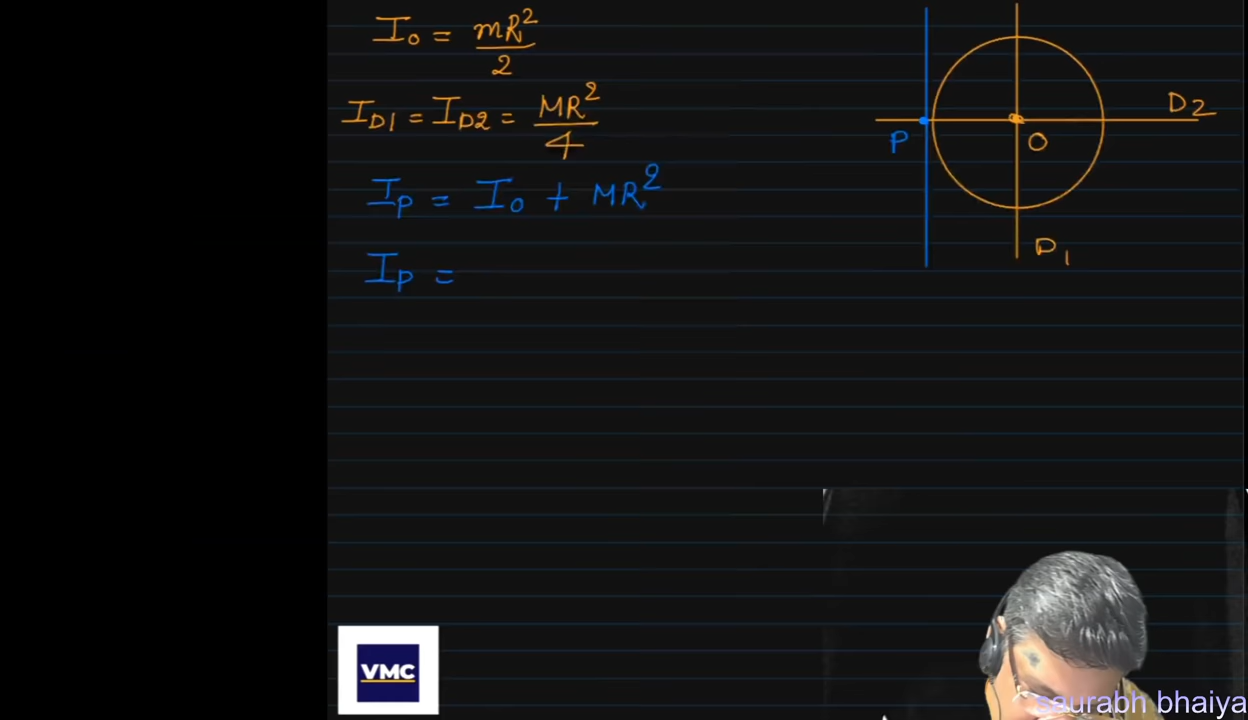 I₀ = mR²/2
I_D1 = I_D2 = MR²/4
I_P = I₀ + MR²
I_P =
D2
P
O
D₁
VMC
saurabh bhaiya